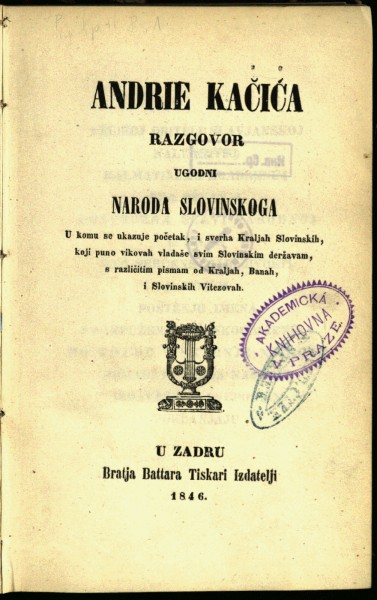 ANDRIE KAČIĆA
RAZGOVOR
UGODNI
NARODA SLOVINSKOGA
U komu se ukazuje početak, i sverha Kraljah Slovinskih,
koji puno vikovah vladaše svim Slovinskim deržavam,
s različitim pismam od Kraljah, Banah,
i Slovinskih Vitezovah.
AKADEMICKÁ
KNIHOVNA
V PRAZE
U ZADRU
Bratja Battara Tiskari Izdatelji
1846.